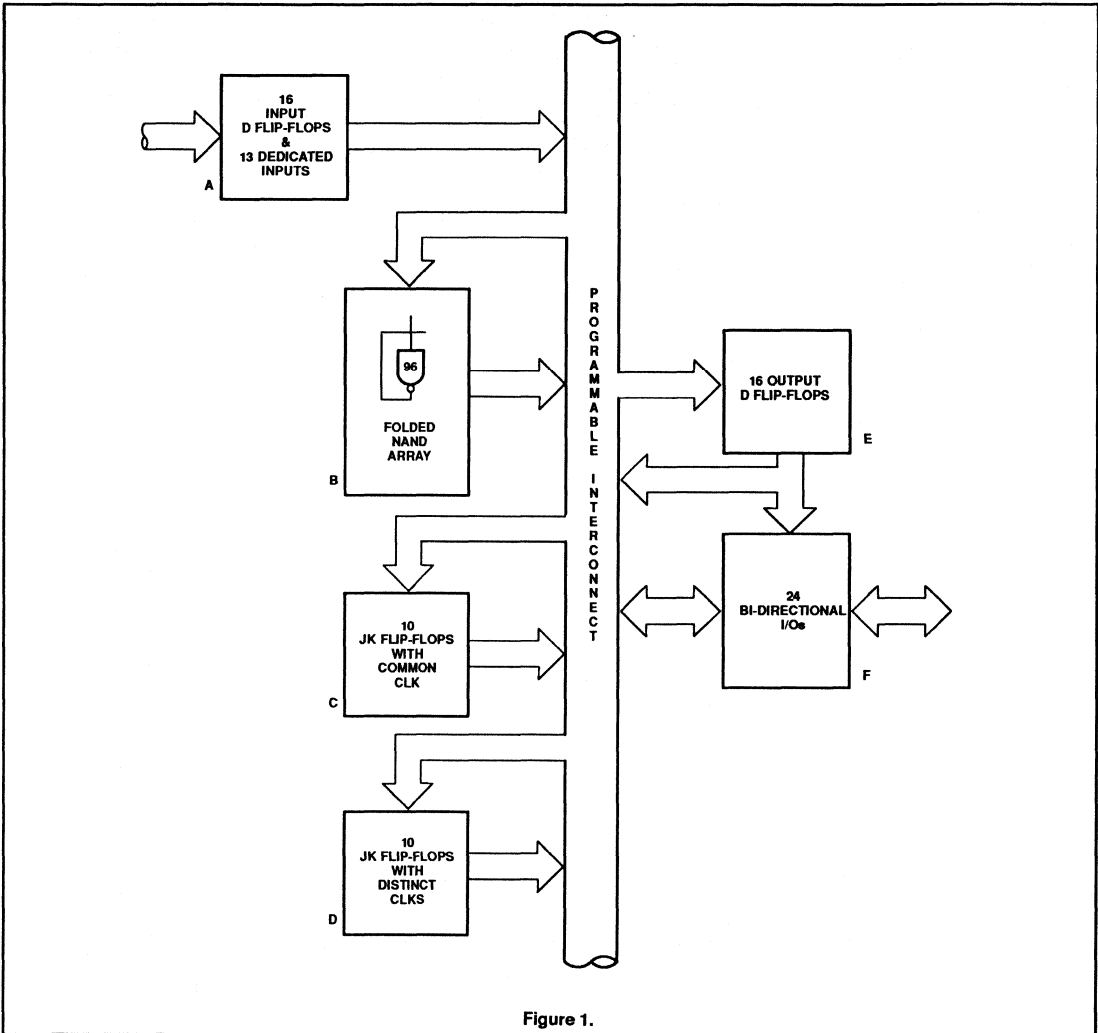 16
INPUT
D FLIP-FLOPS
&
13 DEDICATED
INPUTS
A
96
FOLDED
NAND
ARRAY
B
10
JK FLIP-FLOPS
WITH
COMMON
CLK
C
10
JK FLIP-FLOPS
WITH
DISTINCT
CLKS
D
PROGRAMMABLE INTERCONNECT
16 OUTPUT
D FLIP-FLOPS
E
24
BI-DIRECTIONAL
I/Os
F
Figure 1.